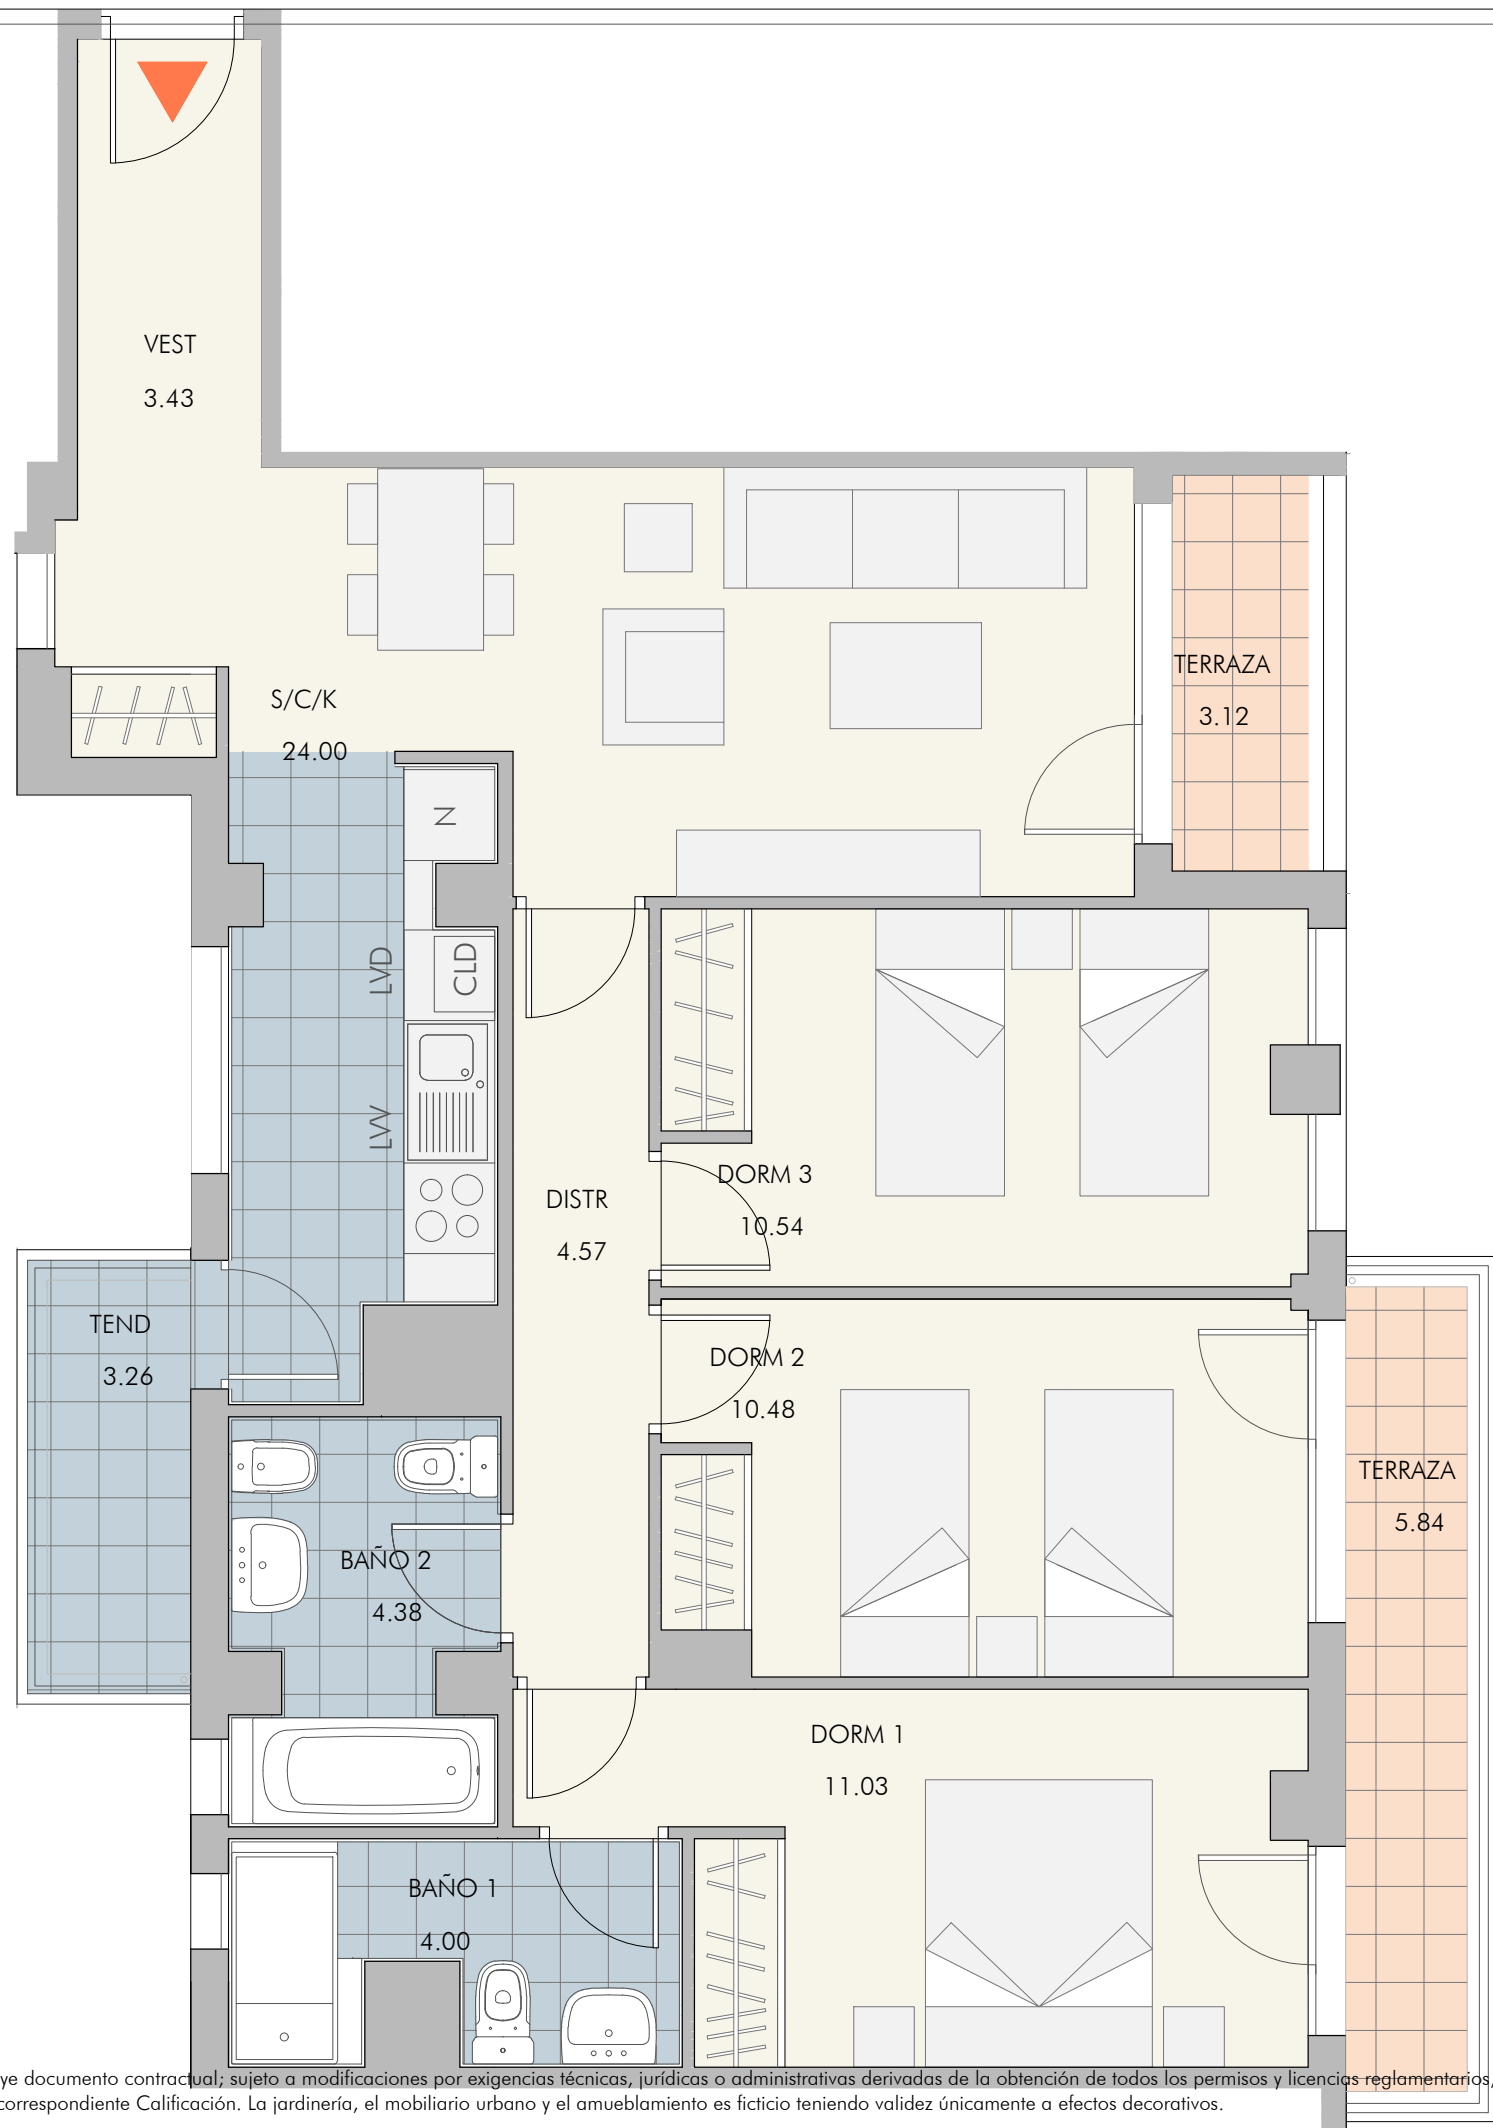 VEST
3.43
S/C/K
24.00
TERRAZA
3.12
N
LVD
CLD
LVV
DISTR
4.57
DORM 3
10.54
TEND
3.26
DORM 2
10.48
TERRAZA
5.84
BAÑO 2
4.38
DORM 1
11.03
BAÑO 1
4.00
ye documento contractual; sujeto a modificaciones por exigencias técnicas, jurídicas o administrativas derivadas de la obtención de todos los permisos y licencias reglamentarios,
correspondiente Calificación. La jardinería, el mobiliario urbano y el amueblamiento es ficticio teniendo validez únicamente a efectos decorativos.